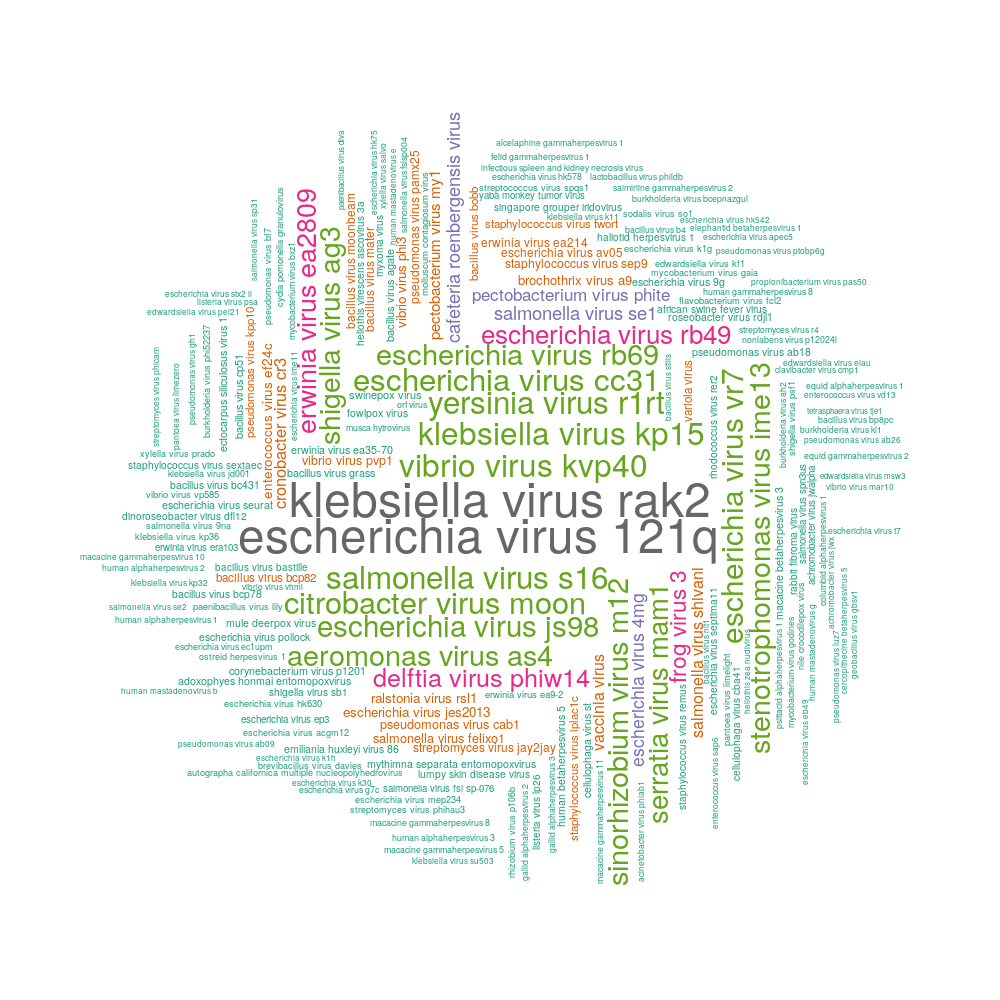 alcelaphine gammaherpesvirus 1
felid gammaherpesvirus 1
infectious spleen and kidney necrosis virus
escherichia virus hk578
lactobacillus virus phildb
streptococcus virus spqs1
saimiriine gammaherpesvirus 2
yaba monkey tumor virus
burkholderia virus bcepnazgul
singapore grouper iridovirus
klebsiella virus k11
sodalis virus so1
escherichia virus hk542
staphylococcus virus twort
bacillus virus b4
elephantid betaherpesvirus 1
erwinia virus ea214
hallotid herpesvirus 1
escherichia virus apec5
escherichia virus av05
escherichia virus k1g
pseudomonas virus ptobp6g
staphylococcus virus sep9
edwardsiella virus kf1
mycobacterium virus gaia
brochothrix virus a9
escherichia virus 9g
propionibacterium virus pas50
human gammaherpesvirus 8
pectobacterium virus phite
flavobacterium virus fcl2
salmonella virus se1
african swine fever virus
roseobacter virus rdjl1
escherichia virus rb49
streptomyces virus r4
nonlabens virus p12024l
escherichia virus rb69
pseudomonas virus ab18
edwardsiella virus eiau
clavibacter virus cmp1
escherichia virus cc31
equid alphaherpesvirus 1
enterococcus virus vd13
swinepox virus
orf virus
yersinia virus r1rt
fowlpox virus
tetrasphaera virus tje1
bacillus virus bp8pc
burkholderia virus kl1
pseudomonas virus ab26
musca hytrovirus
klebsiella virus kp15
erwinia virus ea35-70
equid gammaherpesvirus 2
vibrio virus pvp1
vibrio virus kvp40
bacillus virus grass
edwardsiella virus msw3
vibrio virus mar10
klebsiella virus rak2
escherichia virus 121q
escherichia virus t7
escherichia virus stx2 ii
listeria virus psa
edwardsiella virus pei21
xylella virus prado
staphylococcus virus sextaec
klebsiella virus jd001
bacillus virus bc431
vibrio virus vp585
escherichia virus seurat
dinoroseobacter virus dfl12
salmonella virus 9na
klebsiella virus kp36
erwinia virus era103
macacine gammaherpesvirus 10
human alphaherpesvirus 2
bacillus virus bastille
bacillus virus bcp82
klebsiella virus kp32
vibrio virus vhml
bacillus virus bcp78
salmonella virus s16
salmonella virus se2
paenibacillus virus lily
citrobacter virus moon
human alphaherpesvirus 1
mule deerpox virus
escherichia virus js98
escherichia virus pollock
escherichia virus ec1upm
ostreid herpesvirus 1
aeromonas virus as4
corynebacterium virus p1201
adoxophyes honmai entomopoxvirus
delftia virus phiw14
human mastadenovirus b
shigella virus sb1
escherichia virus hk630
ralstonia virus rsl1
erwinia virus ea9-2
escherichia virus jes2013
escherichia virus ep3
pseudomonas virus cab1
escherichia virus acgm12
salmonella virus felixo1
pseudomonas virus ab09
emiliania huxleyi virus 86
streptomyces virus jay2jay
escherichia virus k1h
brevibacillus virus davies
mythimna separata entomopoxvirus
autographa californica multiple nucleopolyhedrovirus
lumpy skin disease virus
escherichia virus k30
escherichia virus g7c
salmonella virus fsl sp-076
escherichia virus mep234
streptomyces virus phihau3
macacine gammaherpesvirus 8
human alphaherpesvirus 3
macacine gammaherpesvirus 5
klebsiella virus su503
streptomyces virus phicam
pantoea virus limezero
pseudomonas virus gh1
burkholderia virus phi52237
ectocarpus siliculosus virus 1
bacillus virus cp51
pseudomonas virus kpp10
salmonella virus sp31
pseudomonas virus bf7
enterococcus virus ef24c
cydia pomonella granulovirus
cronobacter virus cr3
mycobacterium virus bxz1
escherichia virus lme11
erwinia virus ea2809
shigella virus ag3
paenibacillus virus diva
bacillus virus moonbeam
heliothis virescens ascovirus 3a
bacillus virus mater
escherichia virus hk75
myxoma virus
xylella virus salvo
bacillus virus agate
human mastadenovirus e
vibrio virus phi3
salmonella virus fslsp004
pseudomonas virus pamx25
molluscum contagiosum virus
pectobacterium virus my1
cafeteria roenbergensis virus
bacillus virus bobb
bacillus virus stills
variola virus
rhodococcus virus rer2
escherichia virus vr7
stenotrophomonas virus ime13
burkholderia virus ah2
shigella virus psf1
macacine betaherpesvirus 3
psittacid alphaherpesvirus 1
mycobacterium virus godines
rabbit fibroma virus
nile crocodilepox virus
salmonella virus spn3us
escherichia virus eb49
achromobacter virus jwalpha
human mastadenovirus g
columbid alphaherpesvirus 1
achromobacter virus jwx
pseudomonas virus luz7
cercopithecine betaherpesvirus 5
geobacillus virus gbsv1
rhizobium virus p106b
gallid alphaherpesvirus 2
listeria virus lp26
gallid alphaherpesvirus 3
human betaherpesvirus 5
staphylococcus virus ipla c1c
cellulophaga virus st
vaccinia virus
macacine gammaherpesvirus 11
sinorhizobium virus m12
escherichia virus 4mg
acinetobacter virus phiab1
serratia virus mam1
frog virus 3
staphylococcus virus remus
salmonella virus shivani
bacillus virus nit1
escherichia virus septima11
enterococcus virus sap6
pantoea virus limelight
cellulophaga virus cba41
heliothis zea nudivirus